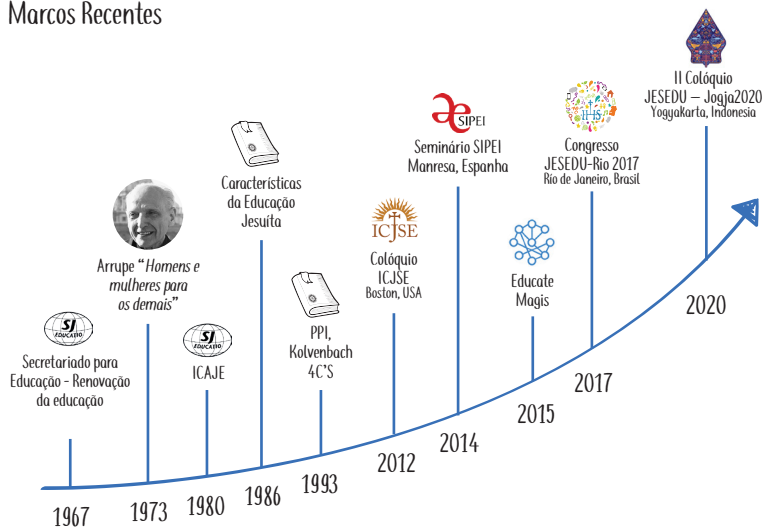 Marcos Recentes
SJ
EDUCATIO
Secretariado para
Educação - Renovação
da educação
1967
Arrupe “Homens e
mulheres para
os demais”
1973
SJ
EDUCATIO
ICAJE
1980
Características
da Educação
Jesuíta
1986
PPI,
Kolvenbach
4C'S
1993
ICJSE
Colóquio
ICJSE
Boston, USA
2012
SIPEI
Seminário SIPEI
Manresa, Espanha
2014
Educate
Magis
2015
IHS
Congresso
JESEDU-Rio 2017
Río de Janeiro, Brasil
2017
II Colóquio
JESEDU – Jogja2020
Yogyakarta, Indonesia
2020